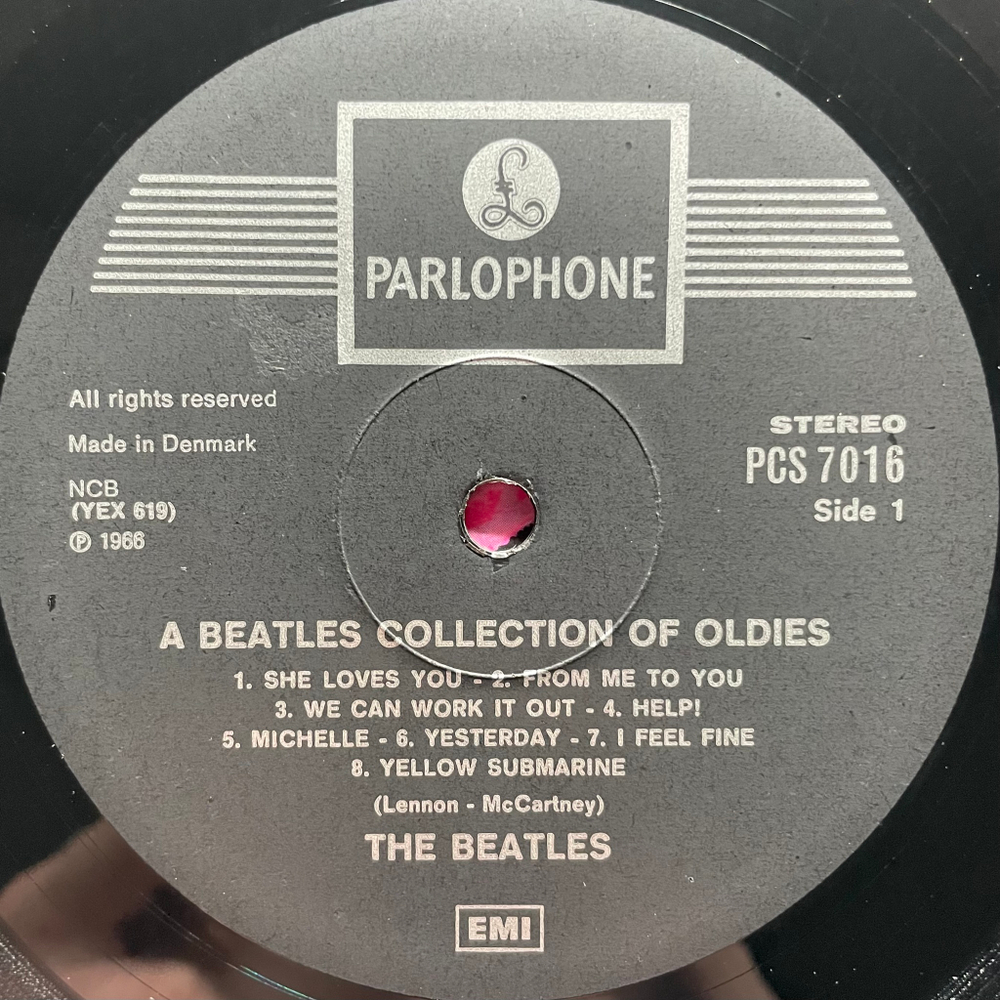 £
PARLOPHONE
All rights reserved
Made in Denmark
NCB
(YEX 619)
℗ 1966
STEREO
PCS 7016
Side 1
A BEATLES COLLECTION OF OLDIES
1. SHE LOVES YOU - 2. FROM ME TO YOU
3. WE CAN WORK IT OUT - 4. HELP!
5. MICHELLE - 6. YESTERDAY - 7. I FEEL FINE
8. YELLOW SUBMARINE
(Lennon - McCartney)
THE BEATLES
EMI